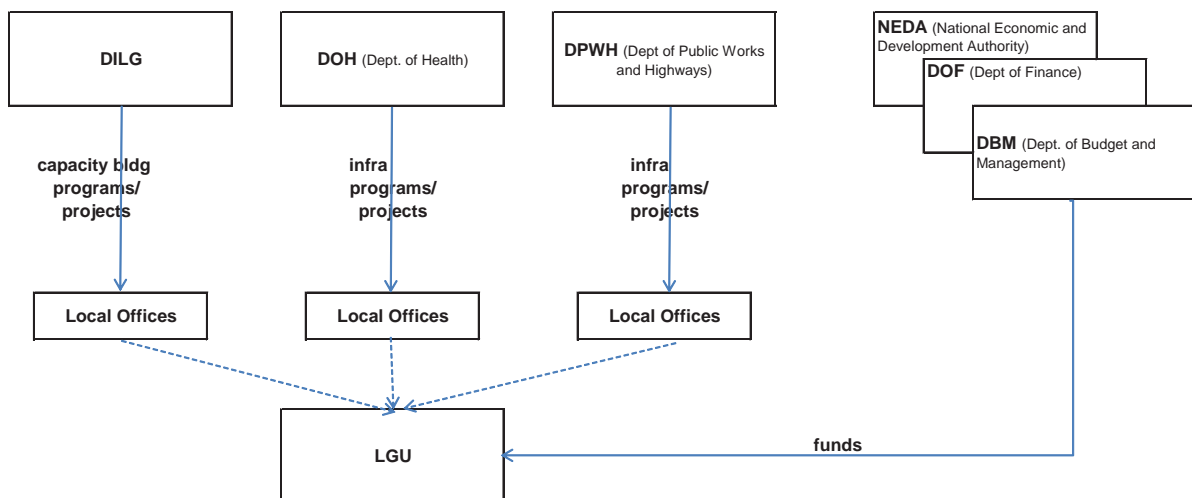 DILG
DOH (Dept. of Health)
DPWH (Dept of Public Works
and Highways)
NEDA (National Economic and
Development Authority)
DOF (Dept of Finance)
DBM (Dept. of Budget and
Management)
capacity bldg
programs/
projects
infra
programs/
projects
infra
programs/
projects
Local Offices
Local Offices
Local Offices
LGU
funds